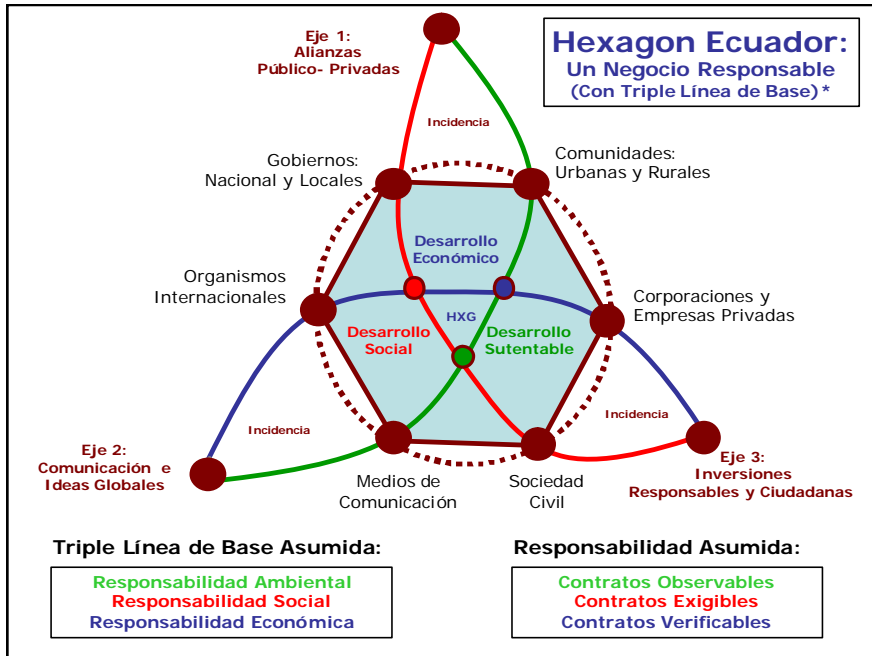 Eje 1:
Alianzas
Público- Privadas
Hexagon Ecuador:
Un Negocio Responsable
(Con Triple Línea de Base) *
Incidencia
Gobiernos:
Nacional y Locales
Comunidades:
Urbanas y Rurales
Desarrollo
Económico
Organismos
Internacionales
Corporaciones y
Empresas Privadas
HXG
Desarrollo
Social
Desarrollo
Sutentable
Incidencia
Incidencia
Eje 2:
Comunicación e
Ideas Globales
Eje 3:
Inversiones
Responsables y Ciudadanas
Medios de
Comunicación
Sociedad
Civil
Triple Línea de Base Asumida:
Responsabilidad Ambiental
Responsabilidad Social
Responsabilidad Económica
Responsabilidad Asumida:
Contratos Observables
Contratos Exigibles
Contratos Verificables